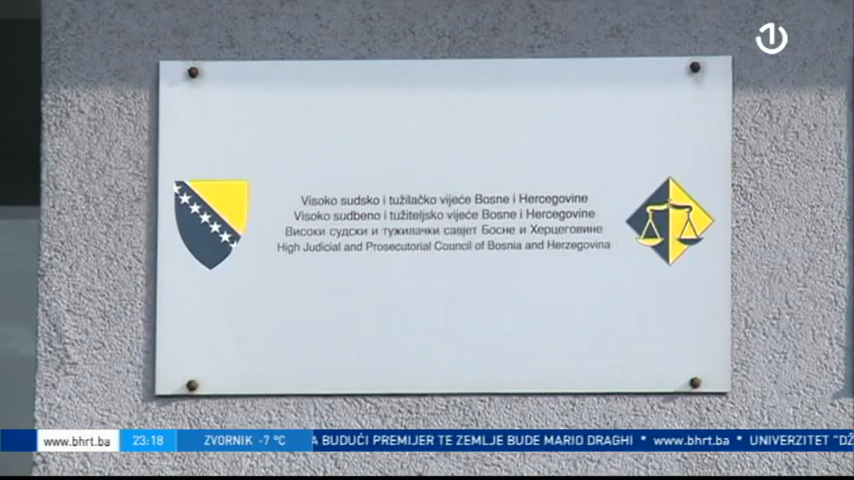 Visoko sudsko i tužilačko vijeće Bosne i Hercegovine
Visoko sudbeno i tužiteljsko vijeće Bosne i Hercegovine
Високи судски и тужилачки савјет Босне и Херцеговине
High Judicial and Prosecutorial Council of Bosnia and Herzegovina
www.bhrt.ba 23:18 ZVORNIK -7 °C A BUDUĆI PREMIJER TE ZEMLJE BUDE MARIO DRAGHI * www.bhrt.ba * UNIVERZITET "DŽ